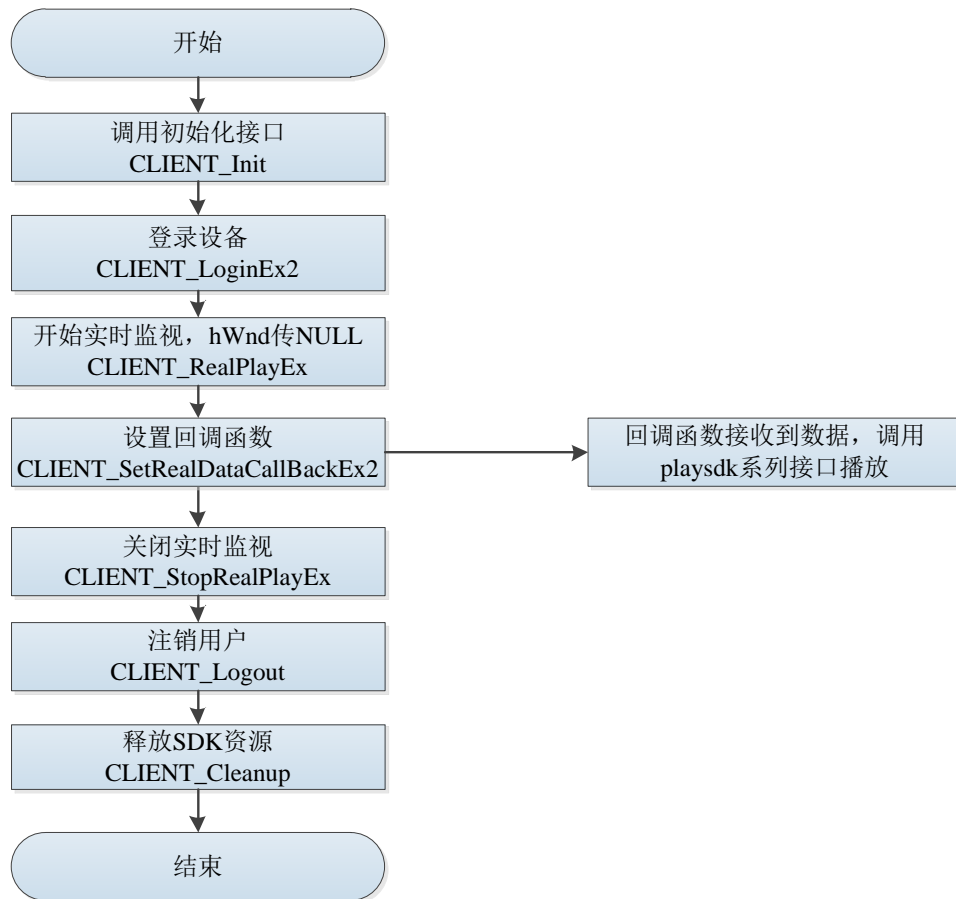 开始
调用初始化接口
CLIENT_Init
登录设备
CLIENT_LoginEx2
开始实时监视，hWnd传NULL
CLIENT_RealPlayEx
设置回调函数
CLIENT_SetRealDataCallBackEx2
回调函数接收到数据，调用
playsdk系列接口播放
关闭实时监视
CLIENT_StopRealPlayEx
注销用户
CLIENT_Logout
释放SDK资源
CLIENT_Cleanup
结束